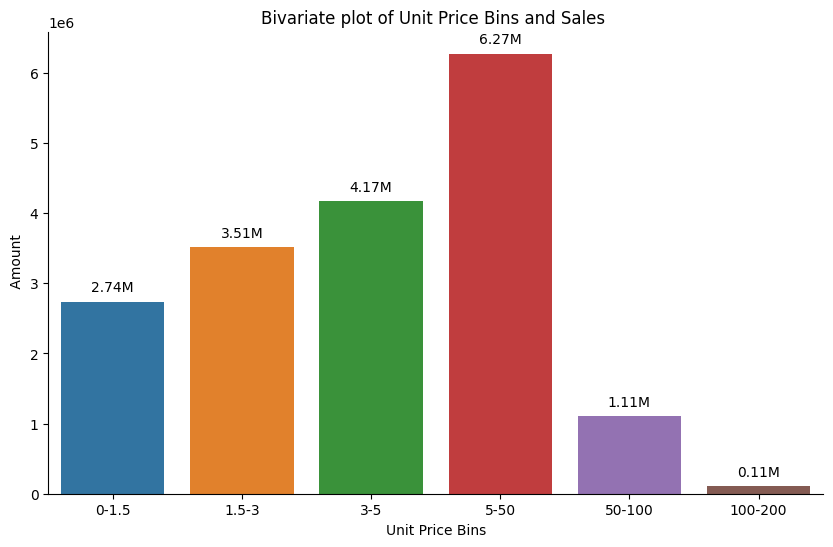 Bivariate plot of Unit Price Bins and Sales
1e6
6.27M
6
5
4.17M
4
3.51M
3
2.74M
2
1.11M
1
0.11M
0
Amount
0-1.5 1.5-3 3-5 5-50 50-100 100-200
Unit Price Bins